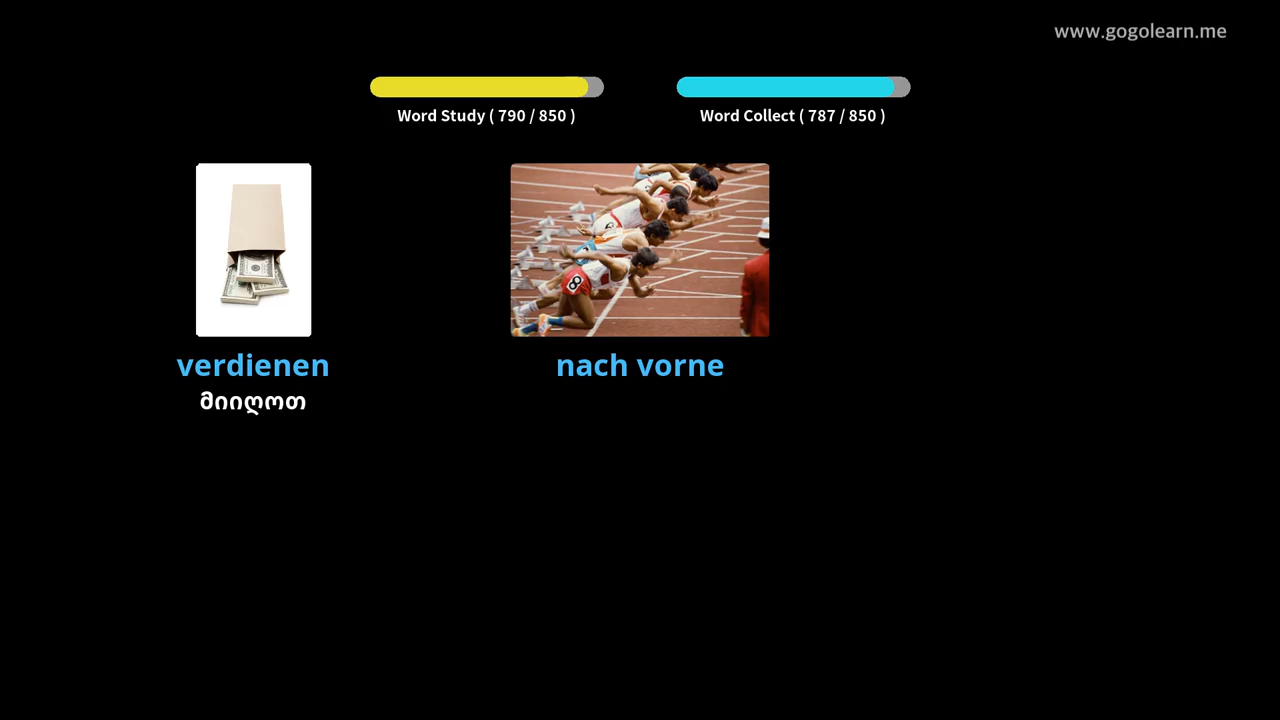 www.gogolearn.me
Word Study ( 790 / 850 )
Word Collect ( 787 / 850 )
verdienen
მიიღოთ
nach vorne